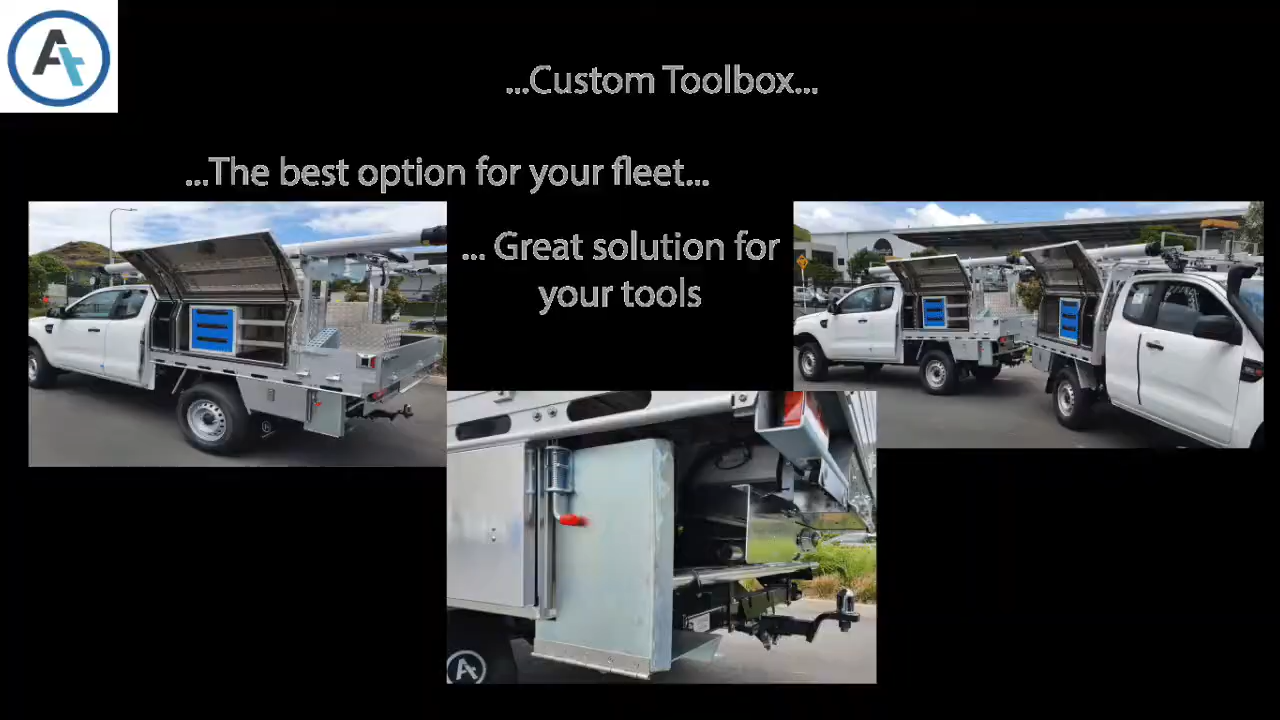 ...Custom Toolbox...
...The best option for your fleet...
... Great solution for
your tools